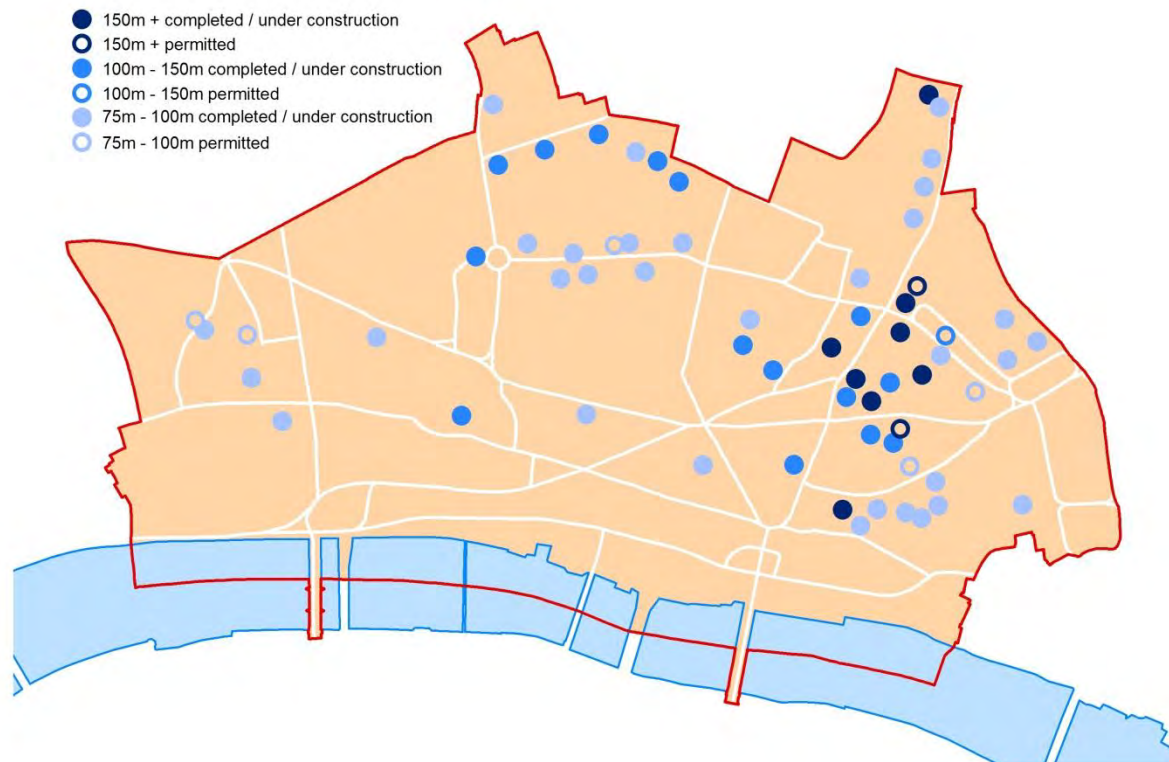 150m + completed / under construction
150m + permitted
100m - 150m completed / under construction
100m - 150m permitted
75m - 100m completed / under construction
75m - 100m permitted